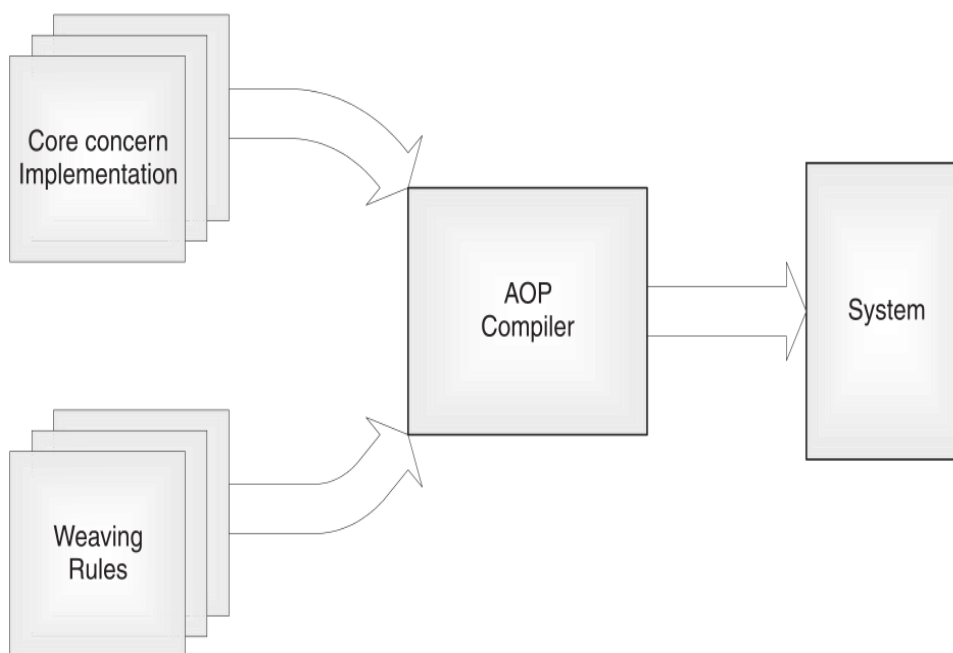 Core concern
Implementation
AOP
Compiler
System
Weaving
Rules